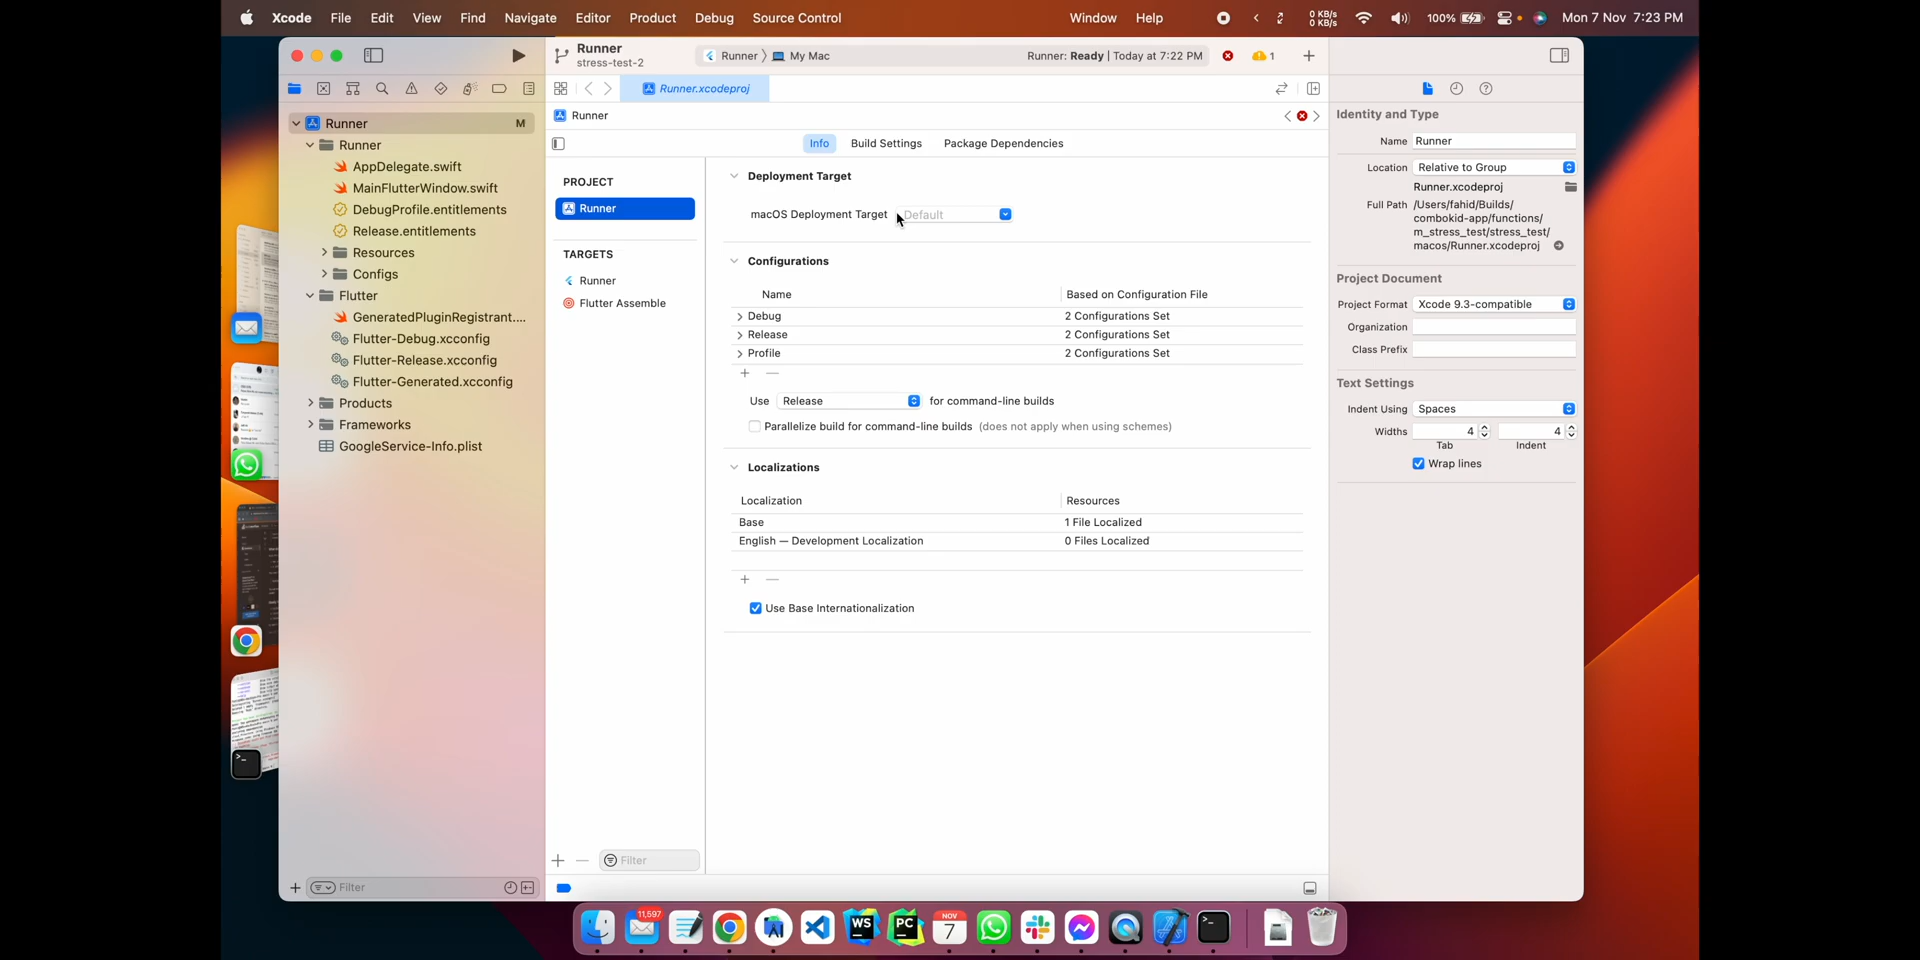 Xcode File Edit View Find Navigate Editor Product Debug Source Control Window Help
0 KB/s
0 KB/s
100%
Mon 7 Nov 7:23 PM
Runner
stress-test-2
Runner 〉 My Mac
Runner: Ready | Today at 7:22 PM
1
Runner.xcodeproj
Runner M
Runner
AppDelegate.swift
MainFlutterWindow.swift
DebugProfile.entitlements
Release.entitlements
Resources
Configs
Flutter
GeneratedPluginRegistrant....
Flutter-Debug.xcconfig
Flutter-Release.xcconfig
Flutter-Generated.xcconfig
Products
Frameworks
GoogleService-Info.plist
Filter
Runner
Info Build Settings Package Dependencies
PROJECT
Runner
TARGETS
Runner
Flutter Assemble
Filter
Deployment Target
macOS Deployment Target Default
Configurations
Name Based on Configuration File
Debug 2 Configurations Set
Release 2 Configurations Set
Profile 2 Configurations Set
Use Release for command-line builds
Parallelize build for command-line builds (does not apply when using schemes)
Localizations
Localization Resources
Base 1 File Localized
English — Development Localization 0 Files Localized
Use Base Internationalization
Identity and Type
Name Runner
Location Relative to Group
Runner.xcodeproj
Full Path /Users/fahid/Builds/
combokid-app/functions/
m_stress_test/stress_test/
macos/Runner.xcodeproj
Project Document
Project Format Xcode 9.3-compatible
Organization
Class Prefix
Text Settings
Indent Using Spaces
Widths 4 4
Tab Indent
Wrap lines
11,597
WS
PC
NOV
7